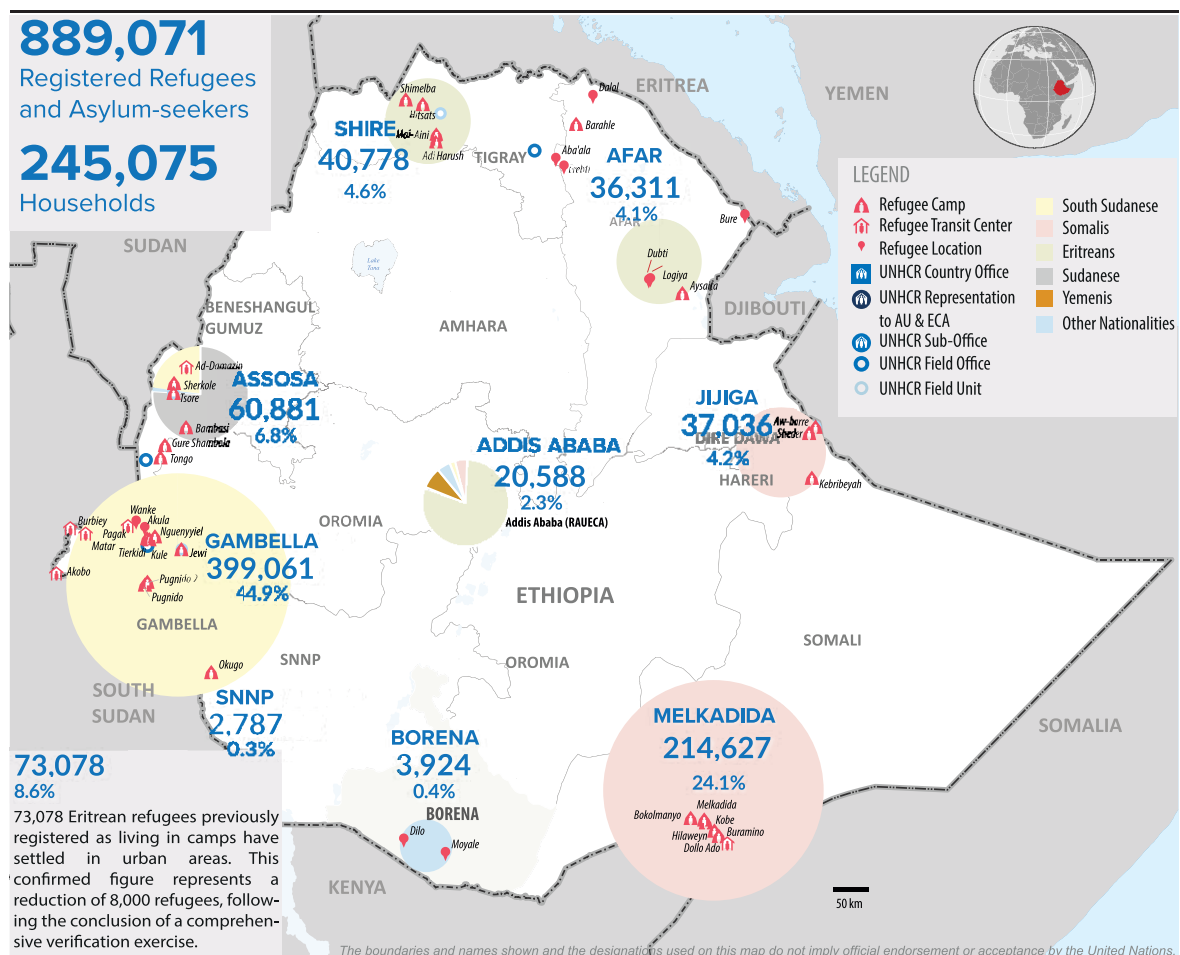 889,071
Registered Refugees
and Asylum-seekers
245,075
Households
ERITREA
YEMEN
SUDAN
DJIBOUTI
SOMALIA
KENYA
SOUTH
SUDAN
ETHIOPIA
Shimelba
Hitsats
Mai-Aini
Adi Harush
SHIRE
40,778
4.6%
TIGRAY
Dalal
Barahle
Aba'ala
AFAR
36,311
4.1%
AFAR
Bure
Dubti
Logiya
Aysaita
Lake
Tana
BENESHANGUL
GUMUZ
AMHARA
Ad-Damazin
Sherkole
Tsore
Bambasi
Gure Shambola
Tongo
ASSOSA
60,881
6.8%
JIJIGA
37,036
4.2%
DIRE DAWA
HARERI
Aw-barre
Sheder
Kebribeyah
ADDIS ABABA
20,588
2.3%
Addis Ababa (RAUECA)
OROMIA
Wanke
Burbiey
Akula
Pagak
Nguenyyiel
Matar
Tierkidi
Kule
Jewi
Akobo
Pugnido 2
Pugnido
GAMBELLA
399,061
44.9%
GAMBELLA
Okugo
SNNP
SNNP
2,787
0.3%
OROMIA
SOMALI
BORENA
3,924
0.4%
BORENA
Dilo
Moyale
MELKADIDA
214,627
24.1%
Melkadida
Bokolmanyo
Kobe
Hilaweyn
Buramino
Dollo Ado
LEGEND
Refugee Camp
Refugee Transit Center
Refugee Location
UNHCR Country Office
UNHCR Representation
to AU & ECA
UNHCR Sub-Office
UNHCR Field Office
UNHCR Field Unit
South Sudanese
Somalis
Eritreans
Sudanese
Yemenis
Other Nationalities
73,078
8.6%
73,078 Eritrean refugees previously
registered as living in camps have
settled in urban areas. This
confirmed figure represents a
reduction of 8,000 refugees, follow-
ing the conclusion of a comprehen-
sive verification exercise.
50 km
The boundaries and names shown and the designations used on this map do not imply official endorsement or acceptance by the United Nations.